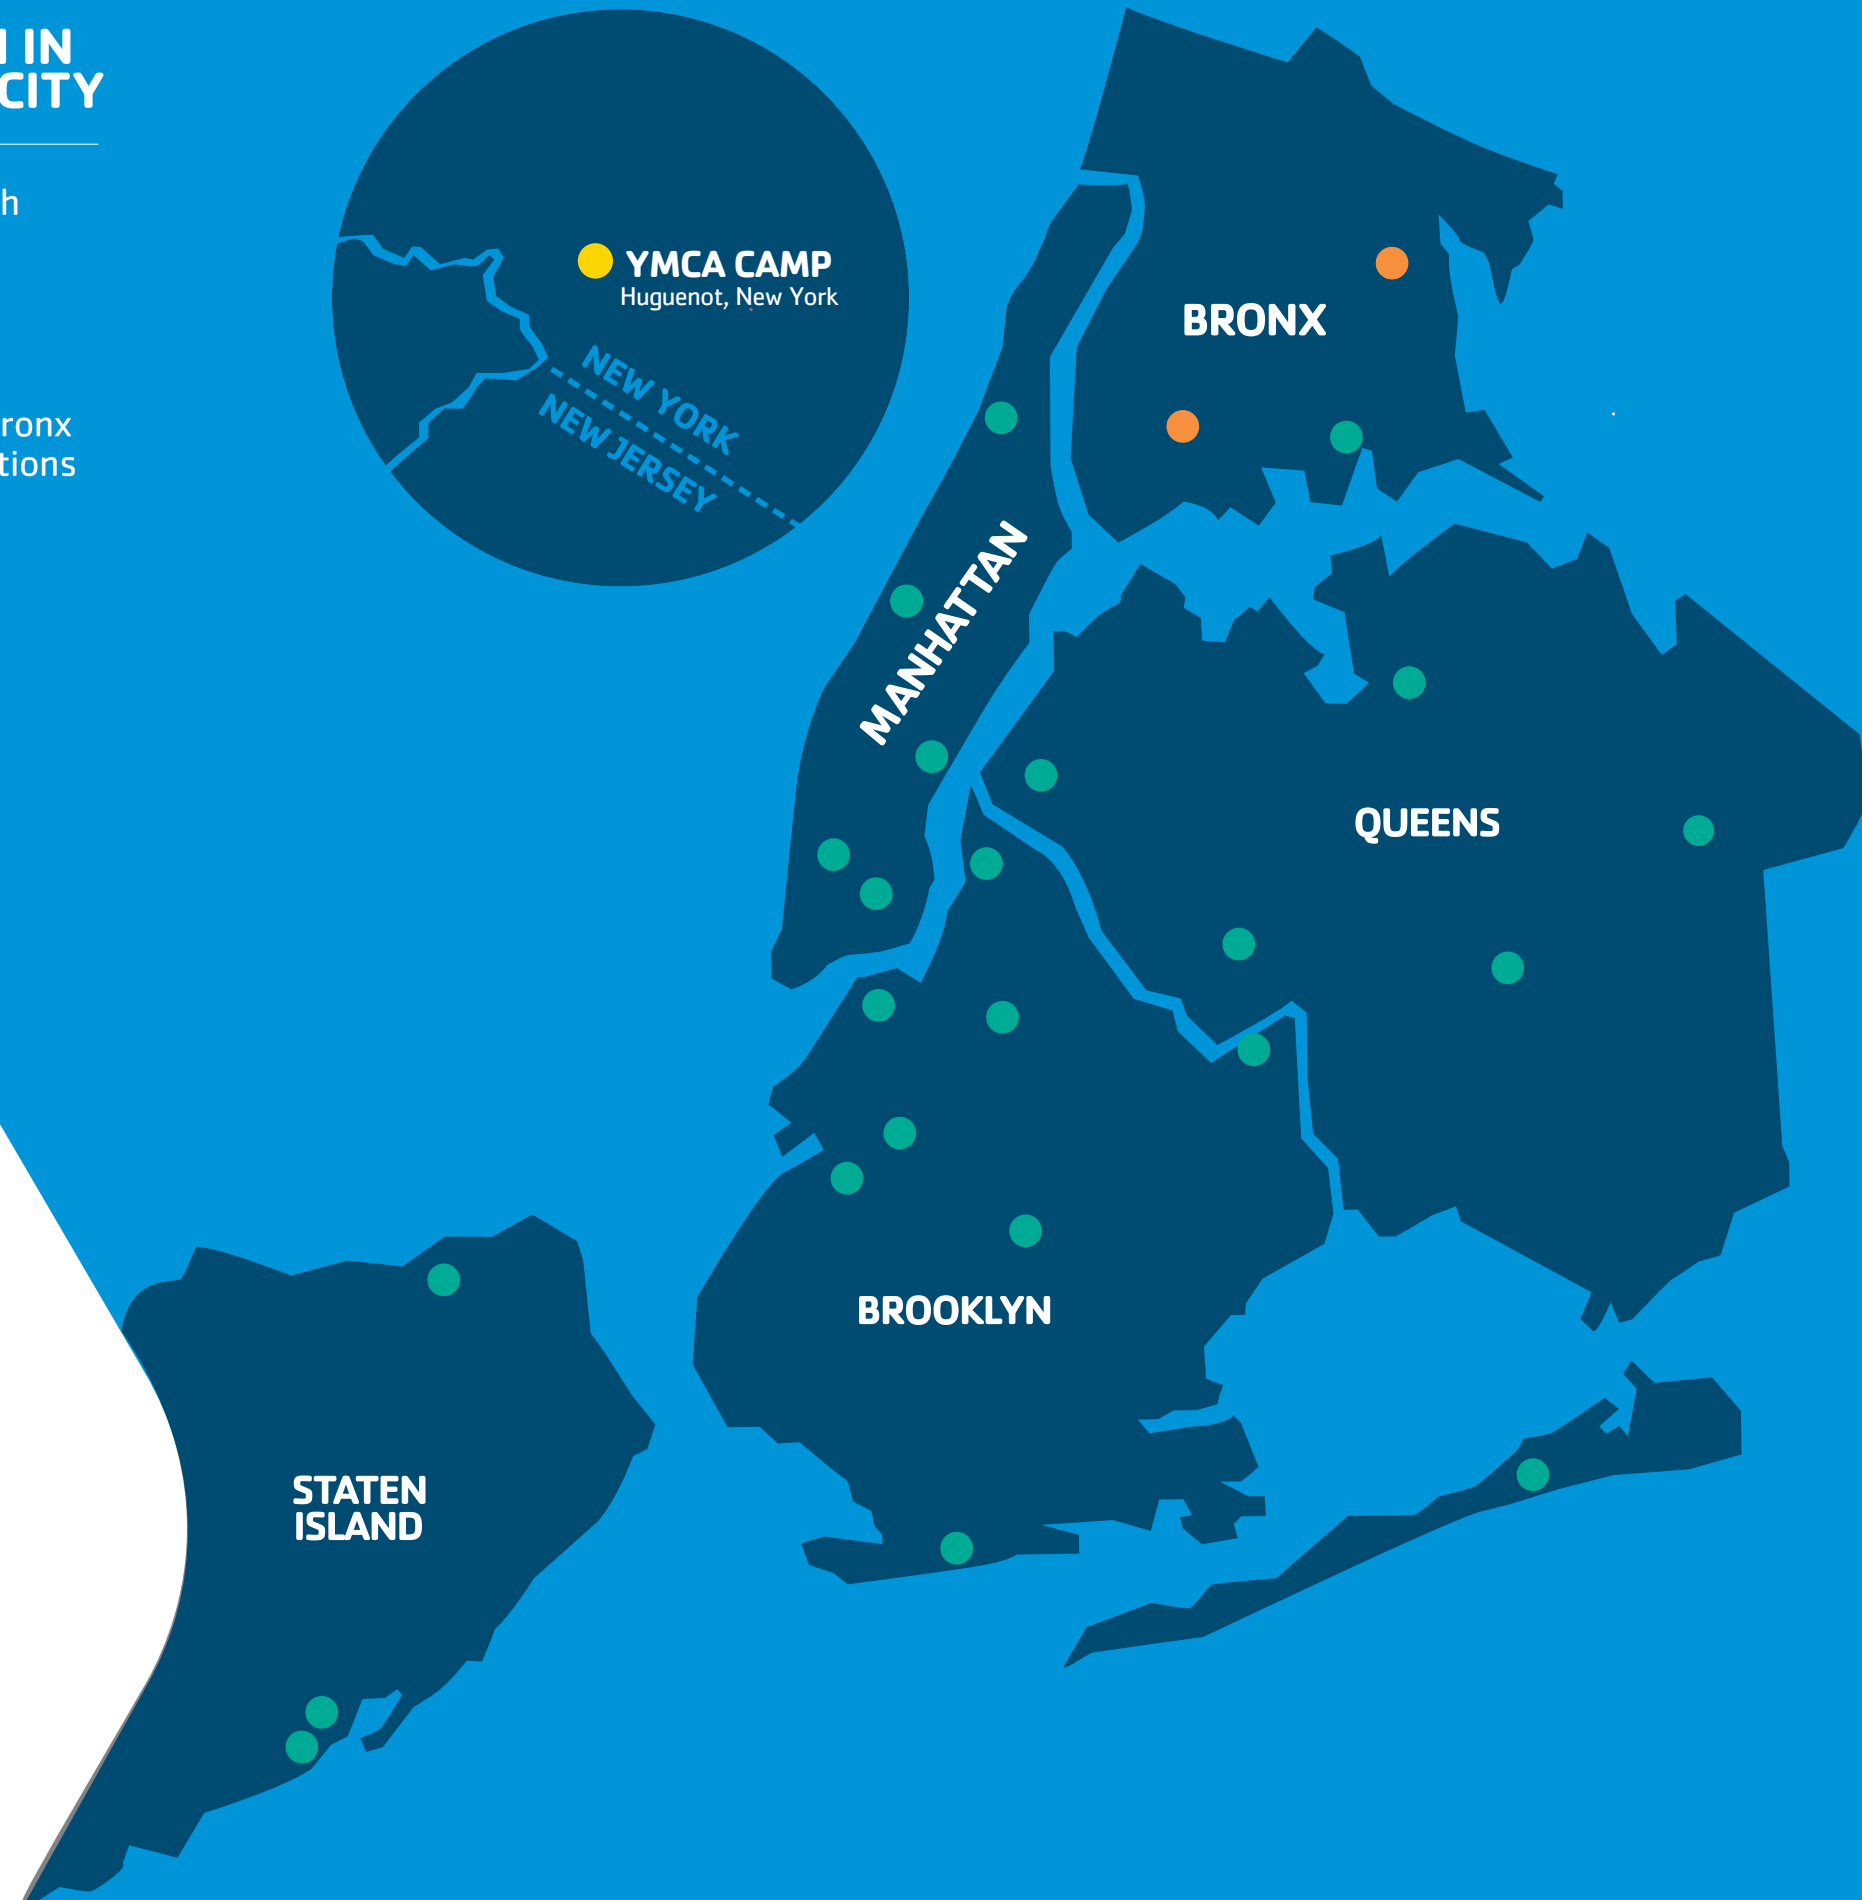 IN
CITY
h
ronx
tions
YMCA CAMP
Huguenot, New York
NEW YORK
NEW JERSEY
BRONX
MANHATTAN
QUEENS
BROOKLYN
STATEN
ISLAND